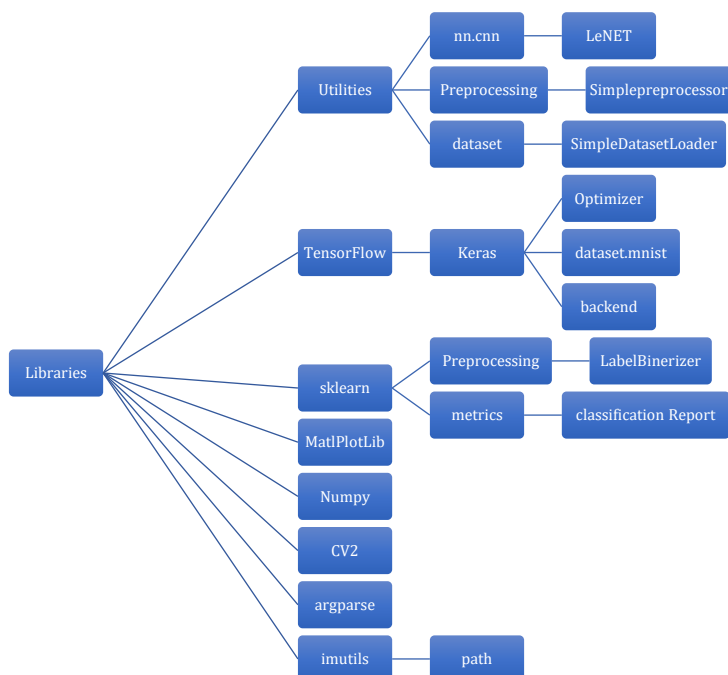 nn.cnn
LeNET
Utilities
Preprocessing
Simplepreprocessor
dataset
SimpleDatasetLoader
Optimizer
TensorFlow
Keras
dataset.mnist
backend
Libraries
Preprocessing
LabelBinerizer
sklearn
metrics
classification Report
MatlPlotLib
Numpy
CV2
argparse
imutils
path